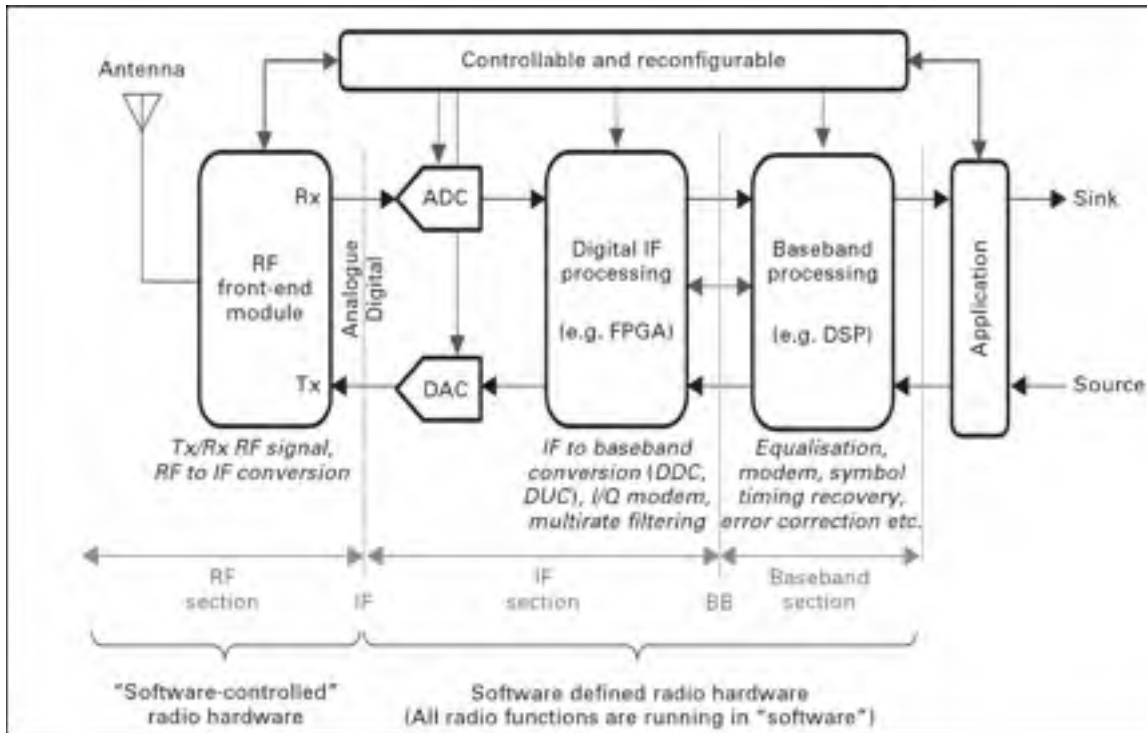 Controllable and reconfigurable
Antenna
Rx
ADC
Sink
RF
front-end
module
Analogue
Digital
Digital IF
processing
(e.g. FPGA)
Baseband
processing
(e.g. DSP)
Application
Tx
DAC
Source
Tx/Rx RF signal,
RF to IF conversion
IF to baseband
conversion (DDC,
DUC), I/Q modem,
multirate filtering
Equalisation,
modem, symbol
timing recovery,
error correction etc.
RF
section
IF
IF
section
BB
Baseband
section
"Software-controlled"
radio hardware
Software defined radio hardware
(All radio functions are running in "software")